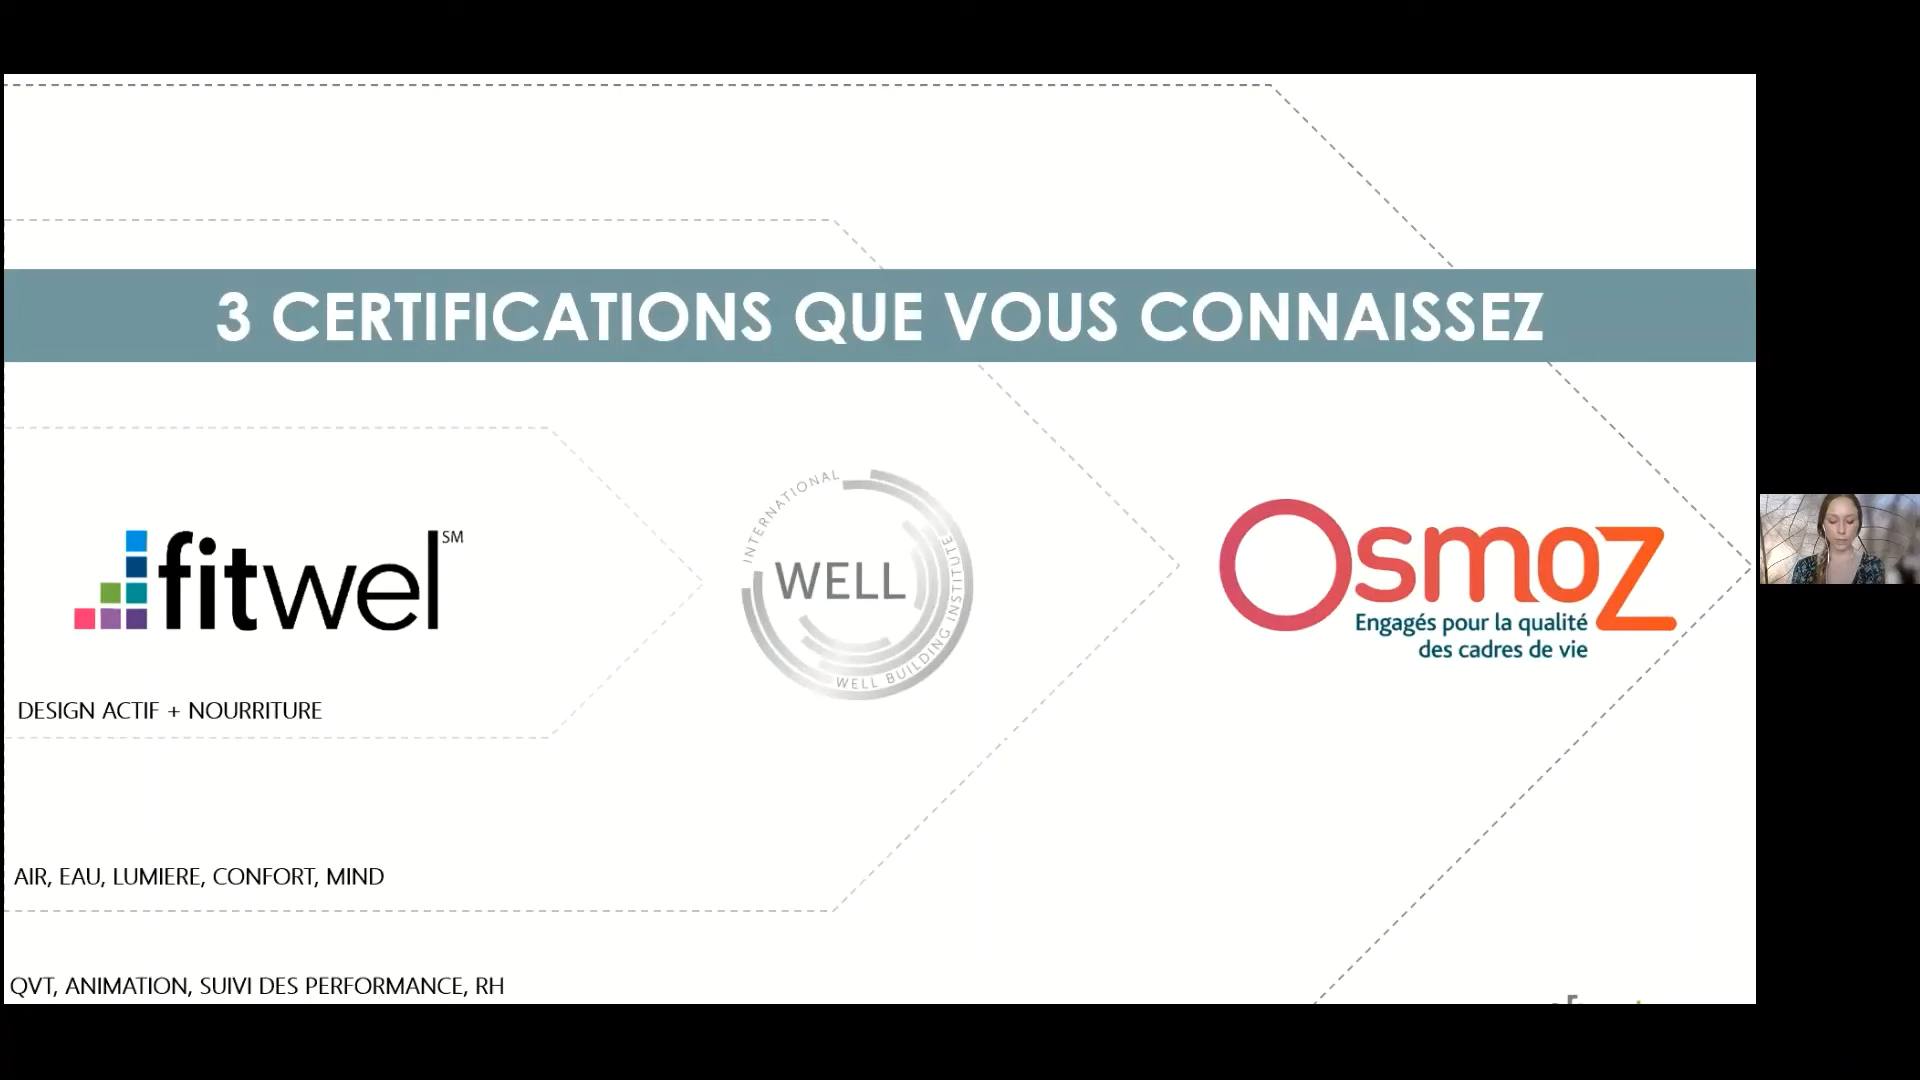 3 CERTIFICATIONS QUE VOUS CONNAISSEZ
fitwel SM
INTERNATIONAL
WELL
WELL BUILDING INSTITUTE
Osmoz
Engagés pour la qualité
des cadres de vie
DESIGN ACTIF + NOURRITURE
AIR, EAU, LUMIERE, CONFORT, MIND
QVT, ANIMATION, SUIVI DES PERFORMANCE, RH